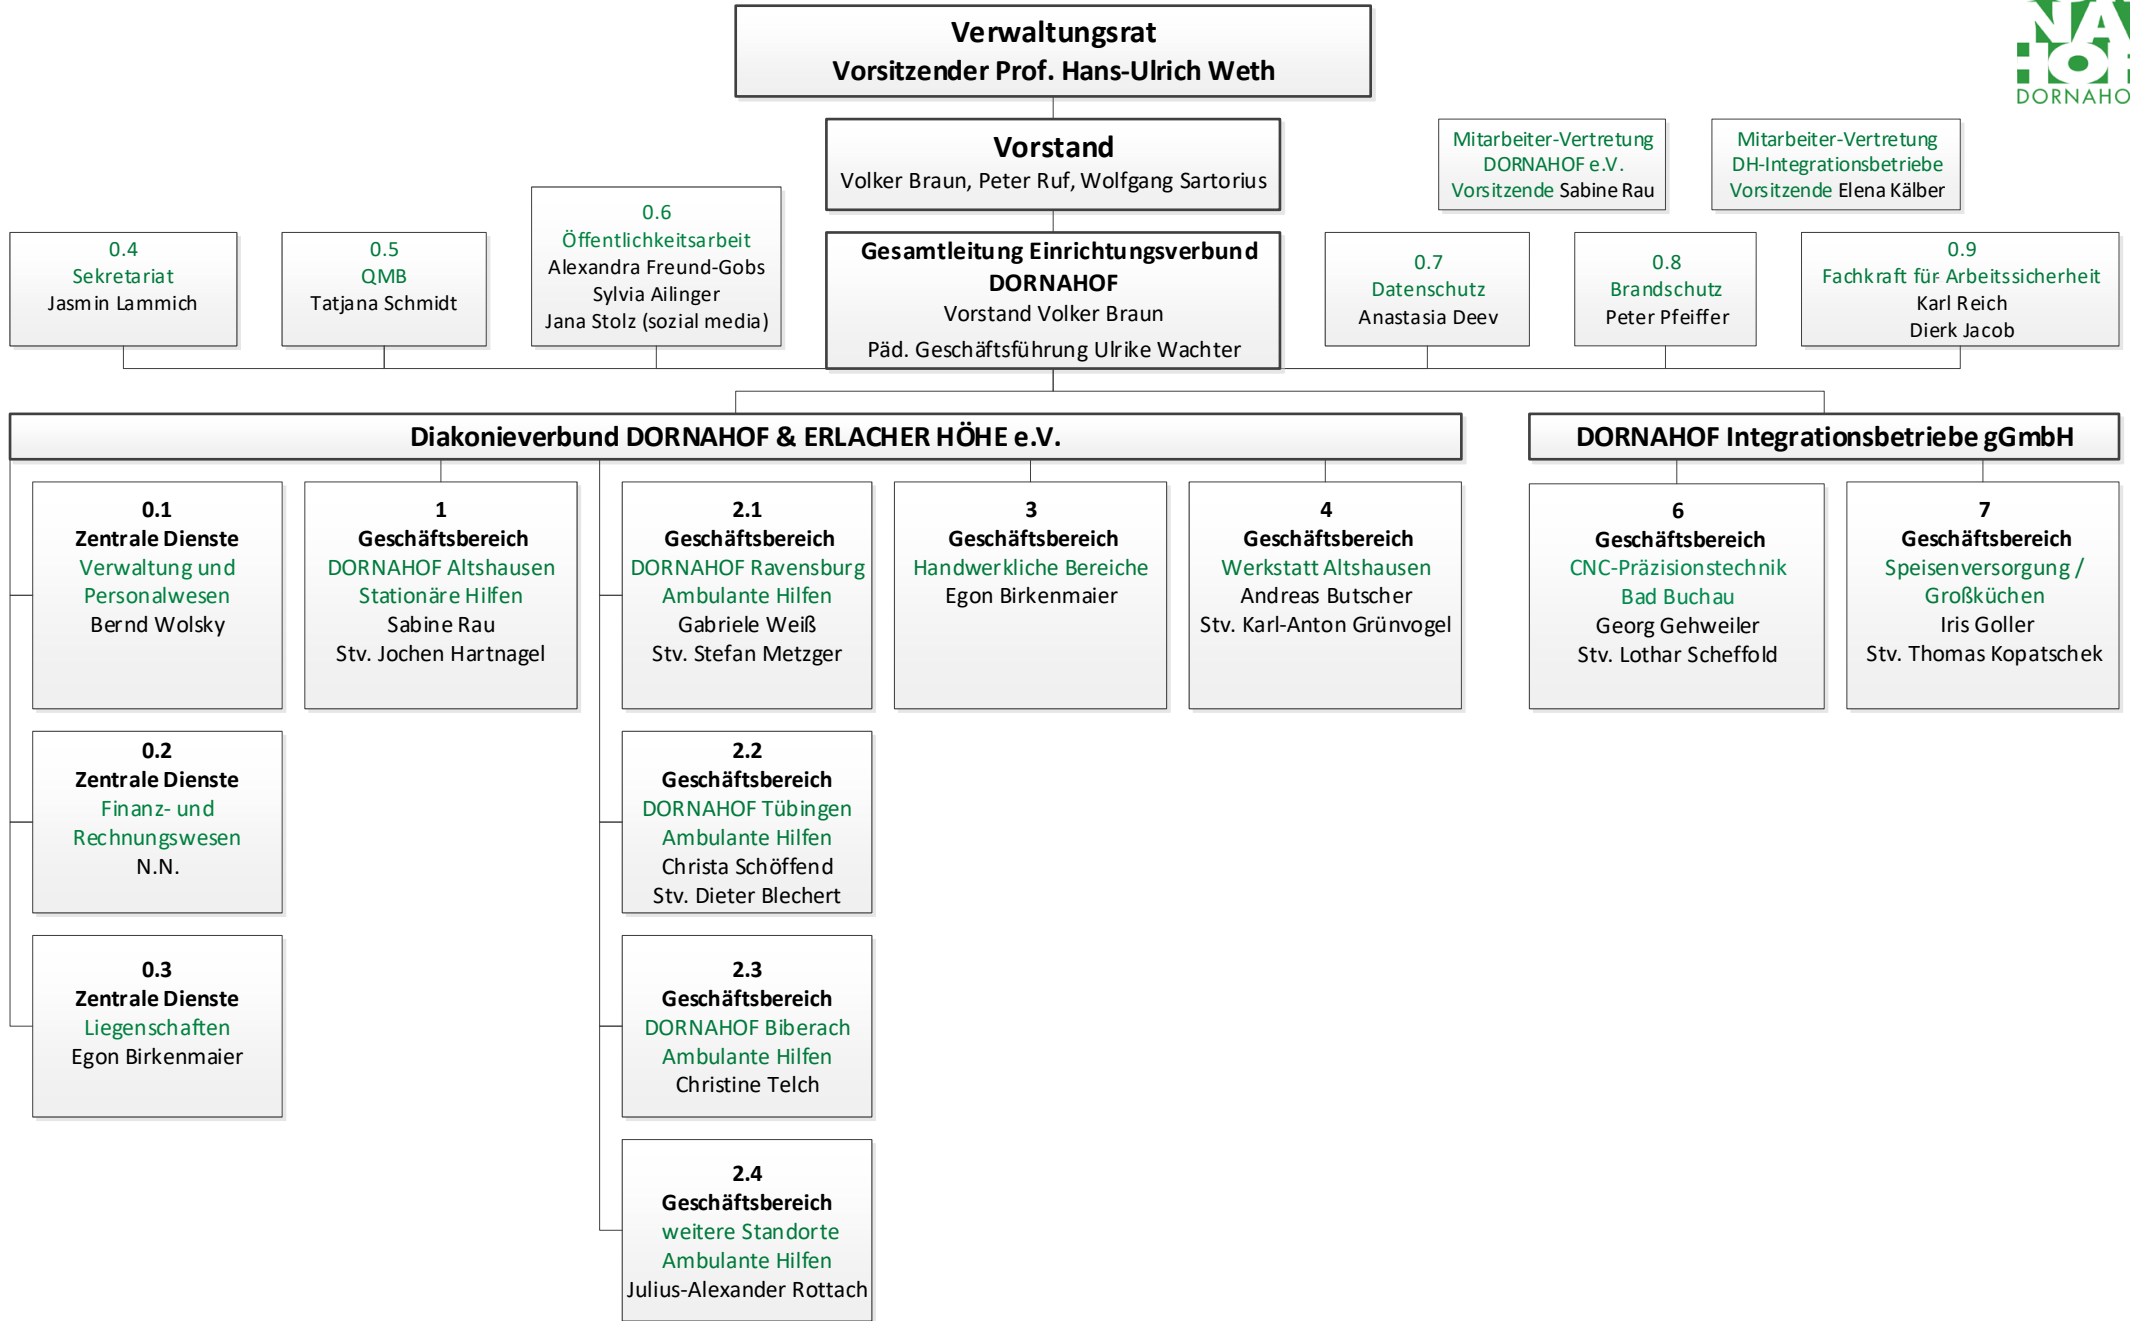 Verwaltungsrat
Vorsitzender Prof. Hans-Ulrich Weth
NA
HOF
DORNAHO
Vorstand
Volker Braun, Peter Ruf, Wolfgang Sartorius
Mitarbeiter-Vertretung
DORNAHOF e.V.
Vorsitzende Sabine Rau
Mitarbeiter-Vertretung
DH-Integrationsbetriebe
Vorsitzende Elena Kälber
0.4
Sekretariat
Jasmin Lammich
0.5
QMB
Tatjana Schmidt
0.6
Öffentlichkeitsarbeit
Alexandra Freund-Gobs
Sylvia Ailinger
Jana Stolz (sozial media)
Gesamtleitung Einrichtungsverbund
DORNAHOF
Vorstand Volker Braun
Päd. Geschäftsführung Ulrike Wachter
0.7
Datenschutz
Anastasia Deev
0.8
Brandschutz
Peter Pfeiffer
0.9
Fachkraft für Arbeitssicherheit
Karl Reich
Dierk Jacob
Diakonieverbund DORNAHOF & ERLACHER HÖHE e.V.
DORNAHOF Integrationsbetriebe gGmbH
0.1
Zentrale Dienste
Verwaltung und
Personalwesen
Bernd Wolsky
1
Geschäftsbereich
DORNAHOF Altshausen
Stationäre Hilfen
Sabine Rau
Stv. Jochen Hartnagel
2.1
Geschäftsbereich
DORNAHOF Ravensburg
Ambulante Hilfen
Gabriele Weiß
Stv. Stefan Metzger
3
Geschäftsbereich
Handwerkliche Bereiche
Egon Birkenmaier
4
Geschäftsbereich
Werkstatt Altshausen
Andreas Butscher
Stv. Karl-Anton Grünvogel
6
Geschäftsbereich
CNC-Präzisionstechnik
Bad Buchau
Georg Gehweiler
Stv. Lothar Scheffold
7
Geschäftsbereich
Speisenversorgung /
Großküchen
Iris Goller
Stv. Thomas Kopatschek
0.2
Zentrale Dienste
Finanz- und
Rechnungswesen
N.N.
2.2
Geschäftsbereich
DORNAHOF Tübingen
Ambulante Hilfen
Christa Schöffend
Stv. Dieter Blechert
0.3
Zentrale Dienste
Liegenschaften
Egon Birkenmaier
2.3
Geschäftsbereich
DORNAHOF Biberach
Ambulante Hilfen
Christine Telch
2.4
Geschäftsbereich
weitere Standorte
Ambulante Hilfen
Julius-Alexander Rottach